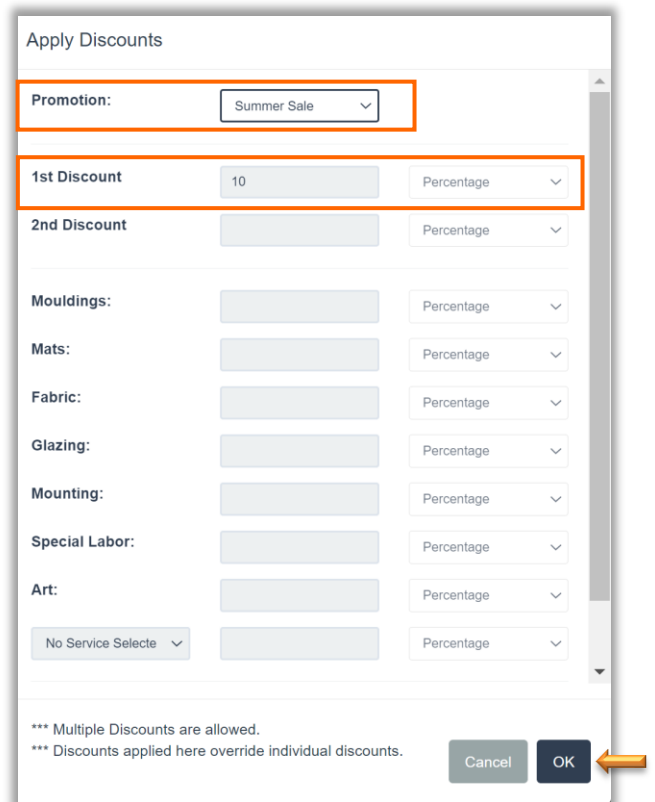 Apply Discounts
Promotion: Summer Sale
1st Discount 10 Percentage
2nd Discount Percentage
Mouldings: Percentage
Mats: Percentage
Fabric: Percentage
Glazing: Percentage
Mounting: Percentage
Special Labor: Percentage
Art: Percentage
No Service Selecte Percentage
*** Multiple Discounts are allowed.
*** Discounts applied here override individual discounts.
Cancel OK